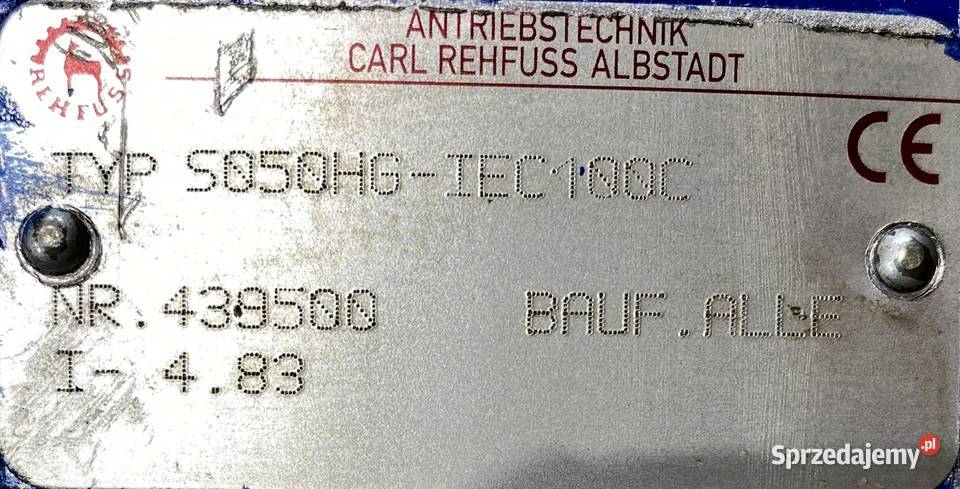 ANTRIEBSTECHNIK
CARL REHFUSS ALBSTADT
REHFUSS
CE
TYP S050HG-IEC100C
NR.439500 BAUF.ALLE
I- 4.83
Sprzedajemy.pl